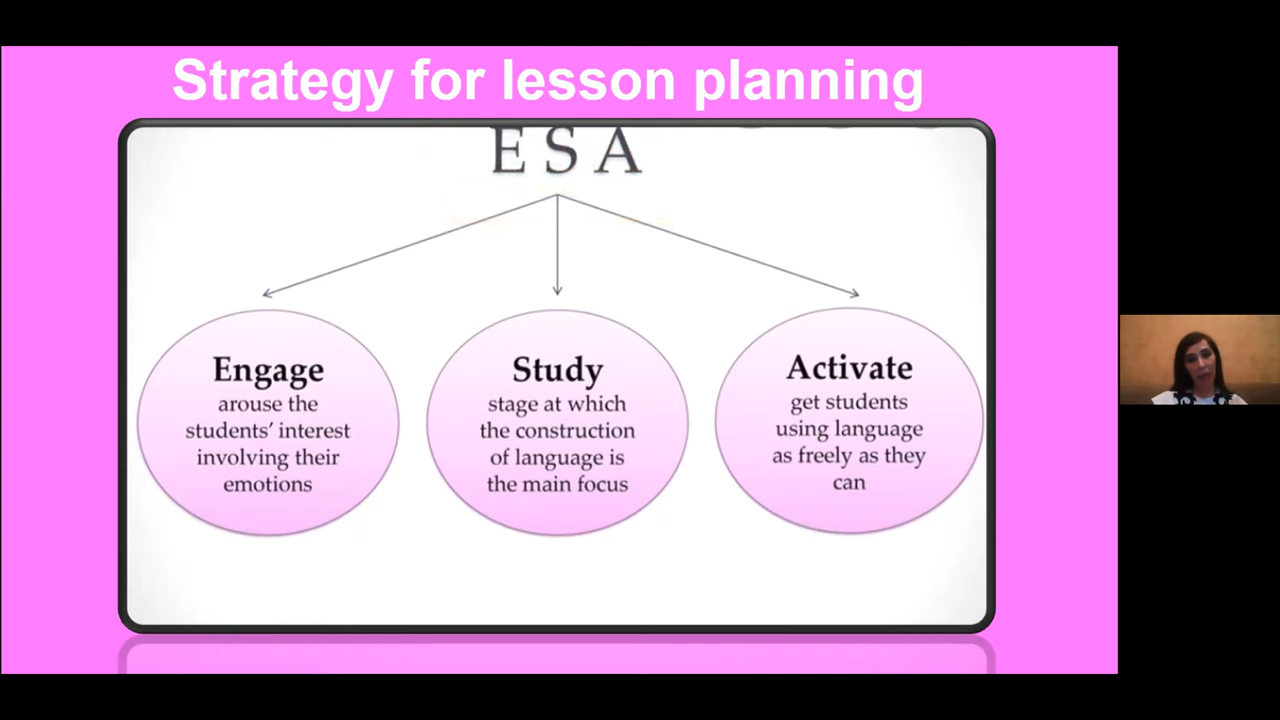 Strategy for lesson planning
E S A
Engage
arouse the
students’ interest
involving their
emotions
Study
stage at which
the construction
of language is
the main focus
Activate
get students
using language
as freely as they
can